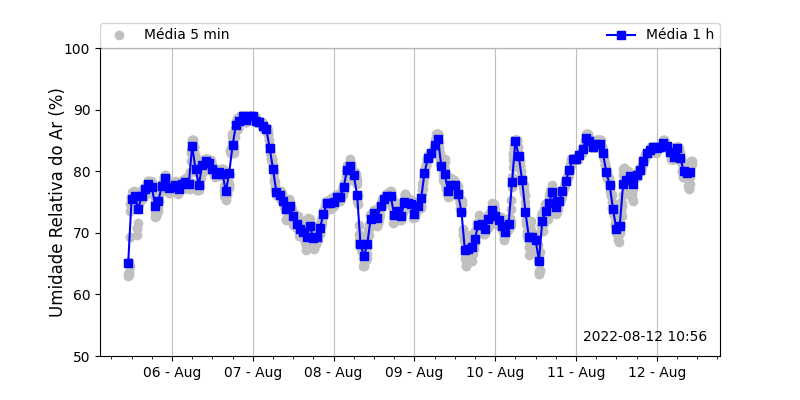 Média 5 min Média 1 h
100
90
80
70
60
50
Umidade Relativa do Ar (%)
2022-08-12 10:56
06 - Aug 07 - Aug 08 - Aug 09 - Aug 10 - Aug 11 - Aug 12 - Aug